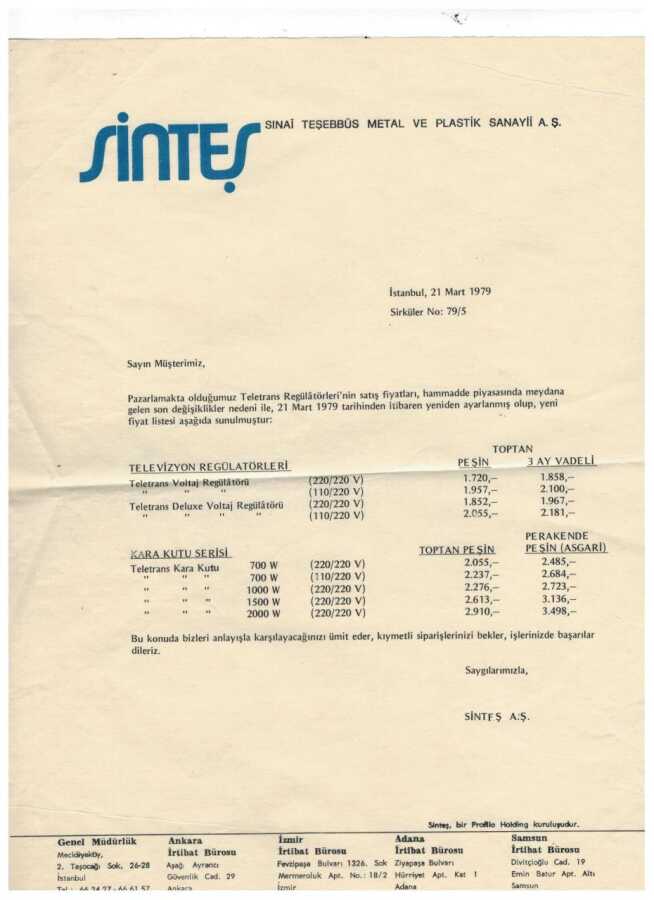 SİNTEŞ
SINAİ TEŞEBBÜS METAL VE PLASTİK SANAYİİ A. Ş.
İstanbul, 21 Mart 1979
Sirküler No: 79/5
Sayın Müşterimiz,
Pazarlamakta olduğumuz Teletrans Regülâtörleri'nin satış fiyatları, hammadde piyasasında meydana
gelen son değişiklikler nedeni ile, 21 Mart 1979 tarihinden itibaren yeniden ayarlanmış olup, yeni
fiyat listesi aşağıda sunulmuştur:
TOPTAN
TELEVİZYON REGÜLATÖRLERİ PEŞİN 3 AY VADELİ
Teletrans Voltaj Regülâtörü (220/220 V) 1.720,— 1.858,—
" " " (110/220 V) 1.957,— 2.100,—
Teletrans Deluxe Voltaj Regülâtörü (220/220 V) 1.852,— 1.967,—
" " " " (110/220 V) 2.055,— 2.181,—
PERAKENDE
KARA KUTU SERİSİ TOPTAN PEŞİN PEŞİN (ASGARİ)
Teletrans Kara Kutu 700 W (220/220 V) 2.055,— 2.485,—
" " " 700 W (110/220 V) 2.237,— 2.684,—
" " " 1000 W (220/220 V) 2.276,— 2.723,—
" " " 1500 W (220/220 V) 2.613,— 3.136,—
" " " 2000 W (220/220 V) 2.910,— 3.498,—
Bu konuda bizleri anlayışla karşılayacağınızı ümit eder, kıymetli siparişlerinizi bekler, işlerinizde başarılar
dileriz.
Saygılarımızla,
SİNTEŞ A.Ş.
Sinteş, bir Profilo Holding kuruluşudur.
Genel Müdürlük
Mecidiyeköy,
2. Taşocağı Sok. 26-28
İstanbul
Tel : 66 34 27 - 66 61 57
Ankara
İrtibat Bürosu
Aşağı Ayrancı
Güvenlik Cad. 29
Ankara
İzmir
İrtibat Bürosu
Fevzipaşa Bulvarı 1326. Sok
Mermeroluk Apt. No.: 18/2
İzmir
Adana
İrtibat Bürosu
Ziyapaşa Bulvarı
Hürriyet Apt. Kat 1
Adana
Samsun
İrtibat Bürosu
Divitçioğlu Cad. 19
Emin Batur Apt. Altı
Samsun